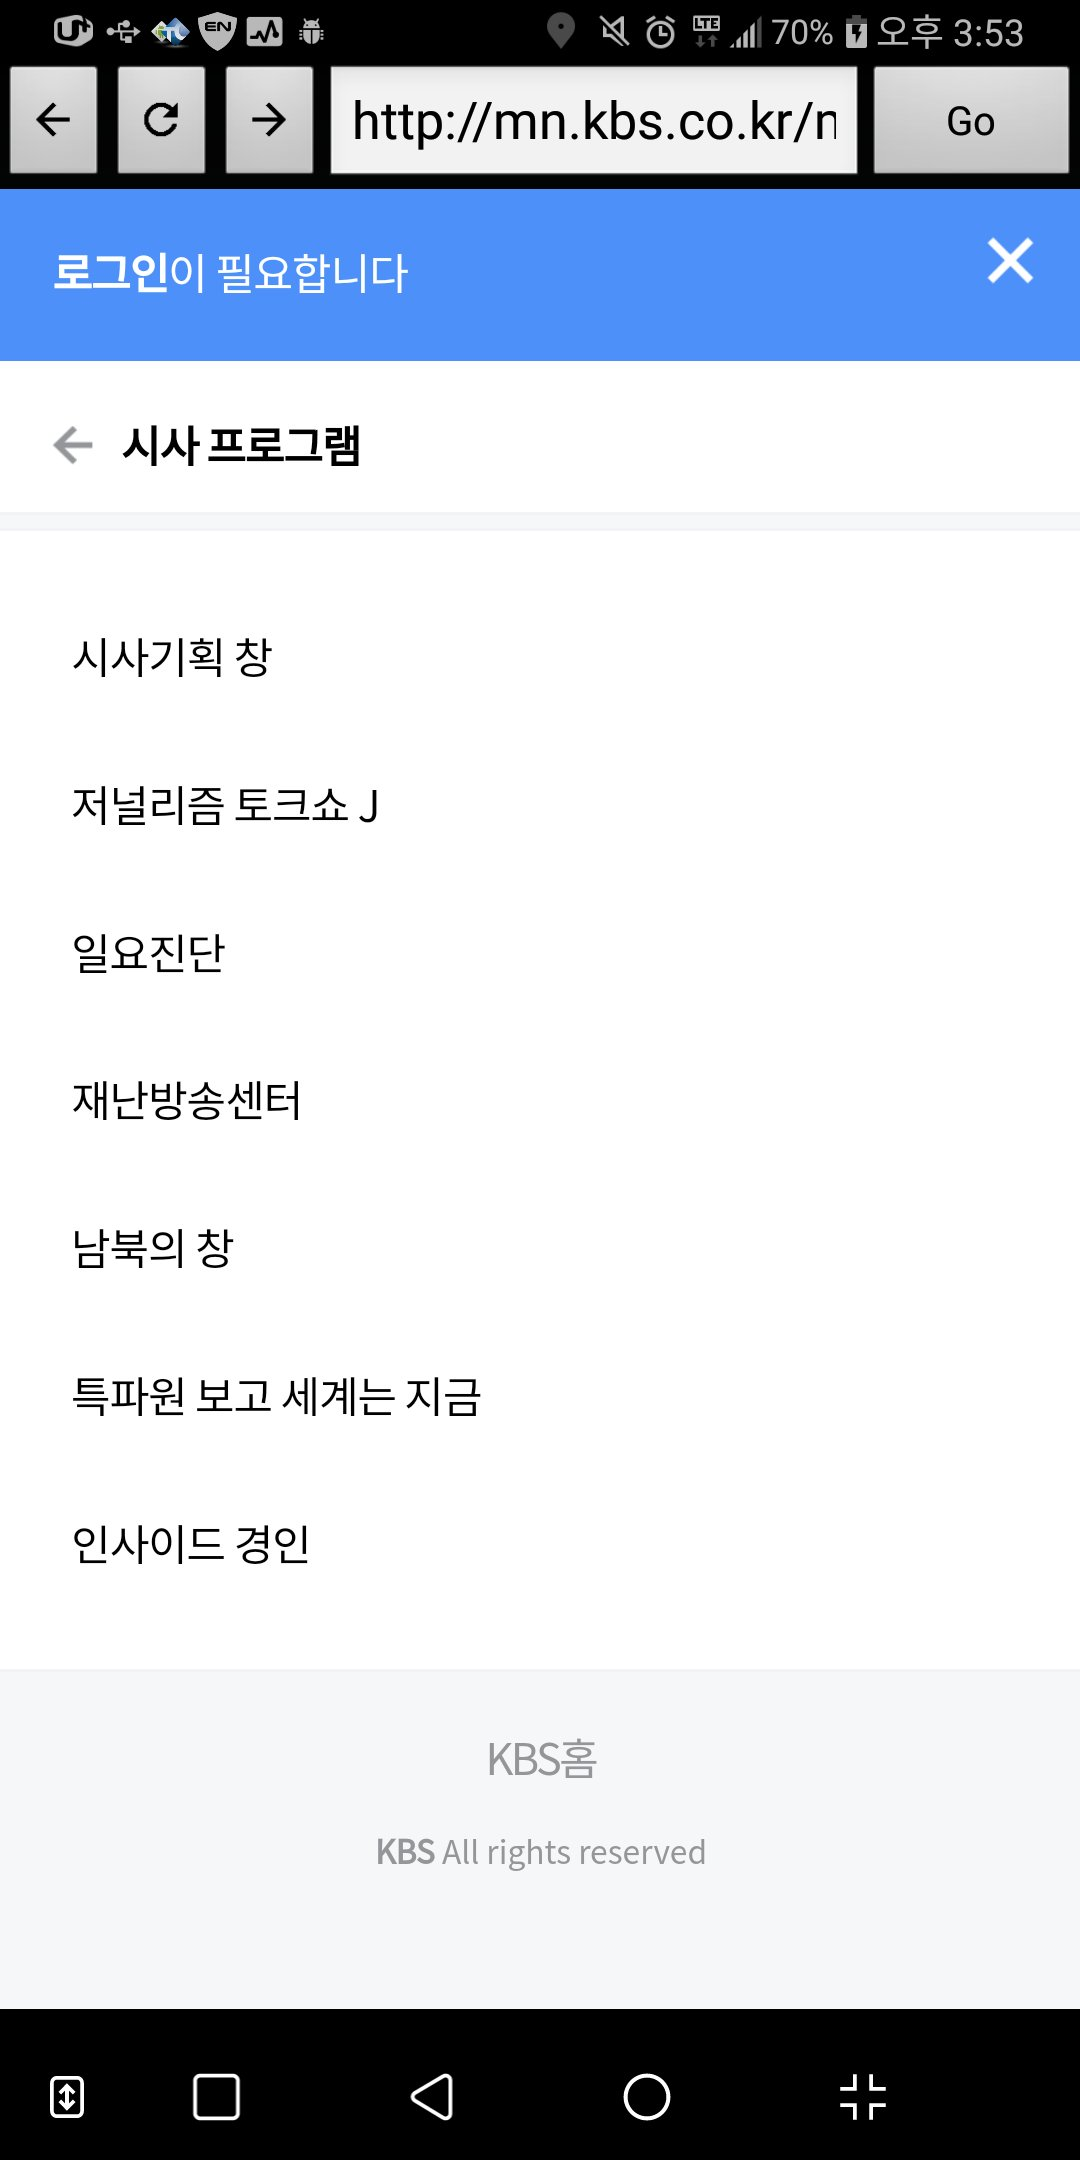 EN LTE 70% 오후 3:53
http://mn.kbs.co.kr/n Go
로그인이 필요합니다
시사 프로그램
시사기획 창
저널리즘 토크쇼 J
일요진단
재난방송센터
남북의 창
특파원 보고 세계는 지금
인사이드 경인
KBS홈
KBS All rights reserved